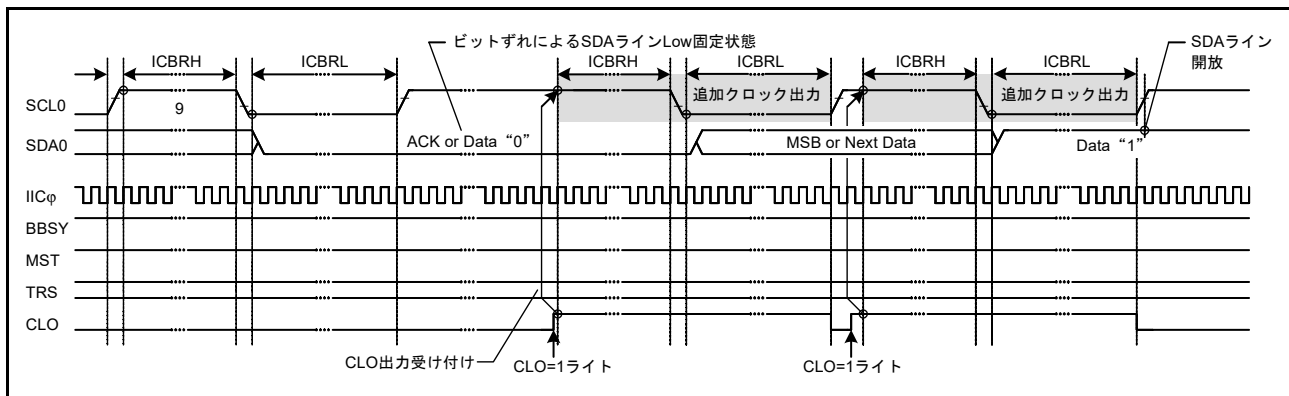 ビットずれによるSDAラインLow固定状態
SDAライン
開放
ICBRH
ICBRL
ICBRH
ICBRL
ICBRH
ICBRL
SCL0
9
追加クロック出力
追加クロック出力
SDA0
ACK or Data “0”
MSB or Next Data
Data “1”
IICφ
BBSY
MST
TRS
CLO
CLO出力受け付け
CLO=1ライト
CLO=1ライト